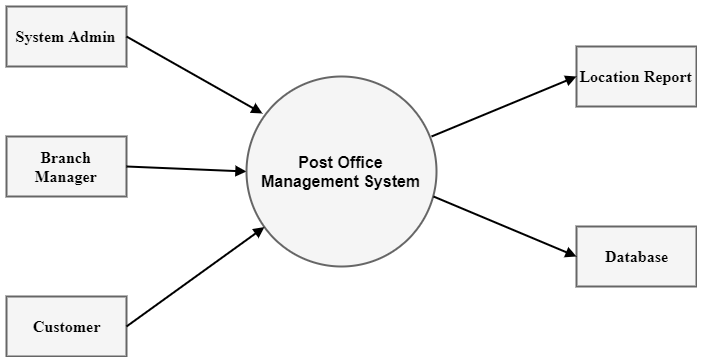 System Admin
Branch
Manager
Customer
Post Office
Management System
Location Report
Database